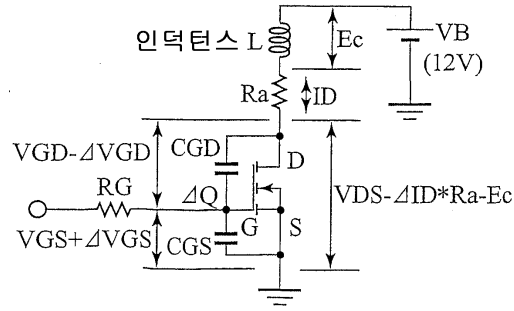 인덕턴스 L
Ec
VB
(12V)
Ra
ID
VGD-⊿VGD
CGD
D
RG
⊿Q
VDS-⊿ID*Ra-Ec
G
S
VGS+⊿VGS
CGS